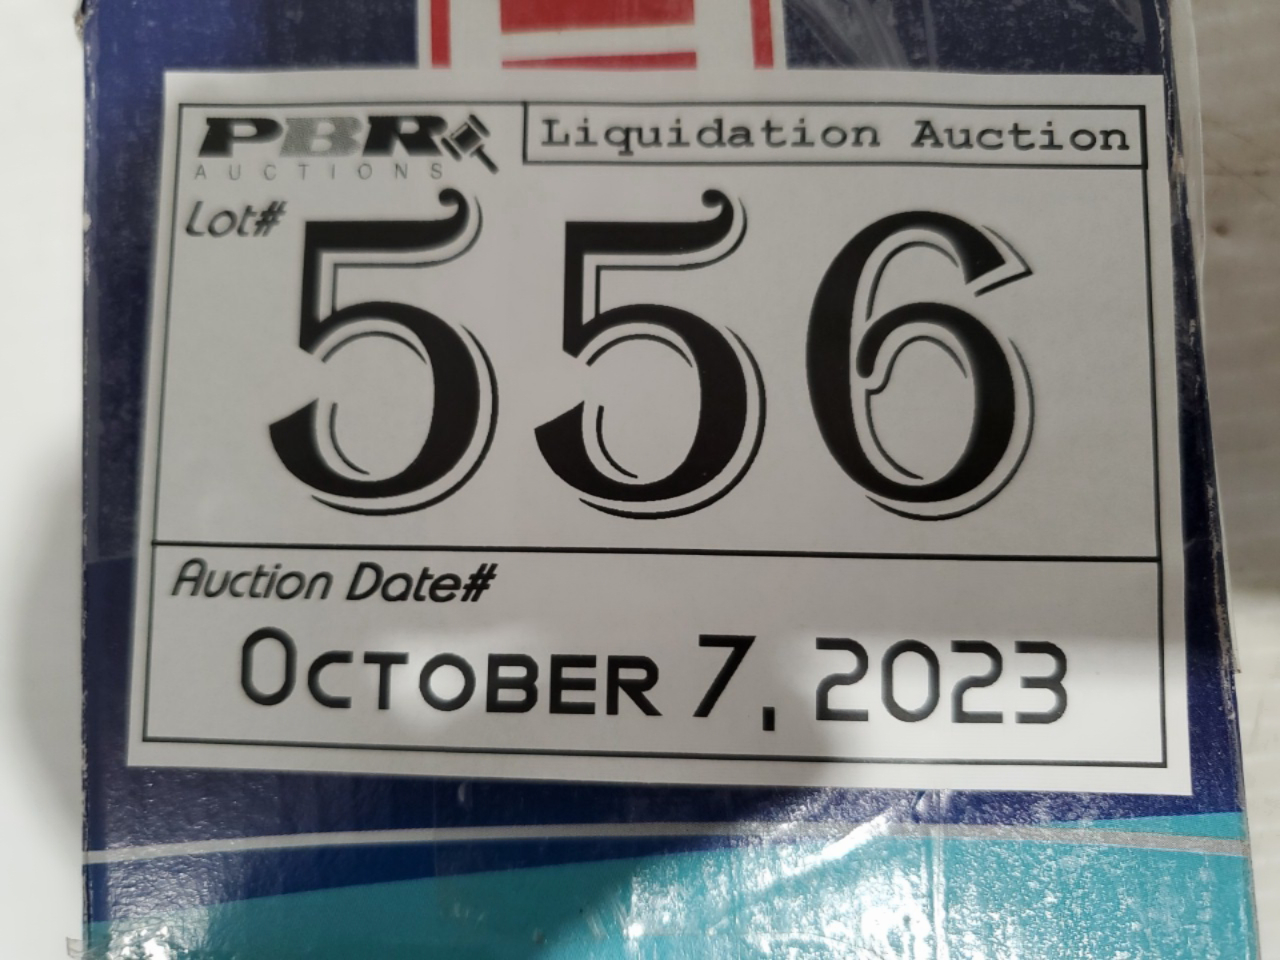 PBR
AUCTIONS
Liquidation Auction
Lot#
556
Auction Date#
October 7, 2023